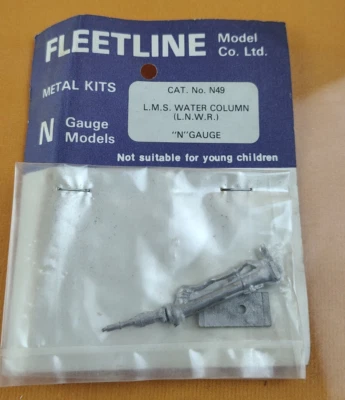 FLEETLINE Model
Co. Ltd.
METAL KITS
N Gauge
Models
CAT. No. N49
L.M.S. WATER COLUMN
(L.N.W.R.)
"N" GAUGE
Not suitable for young children